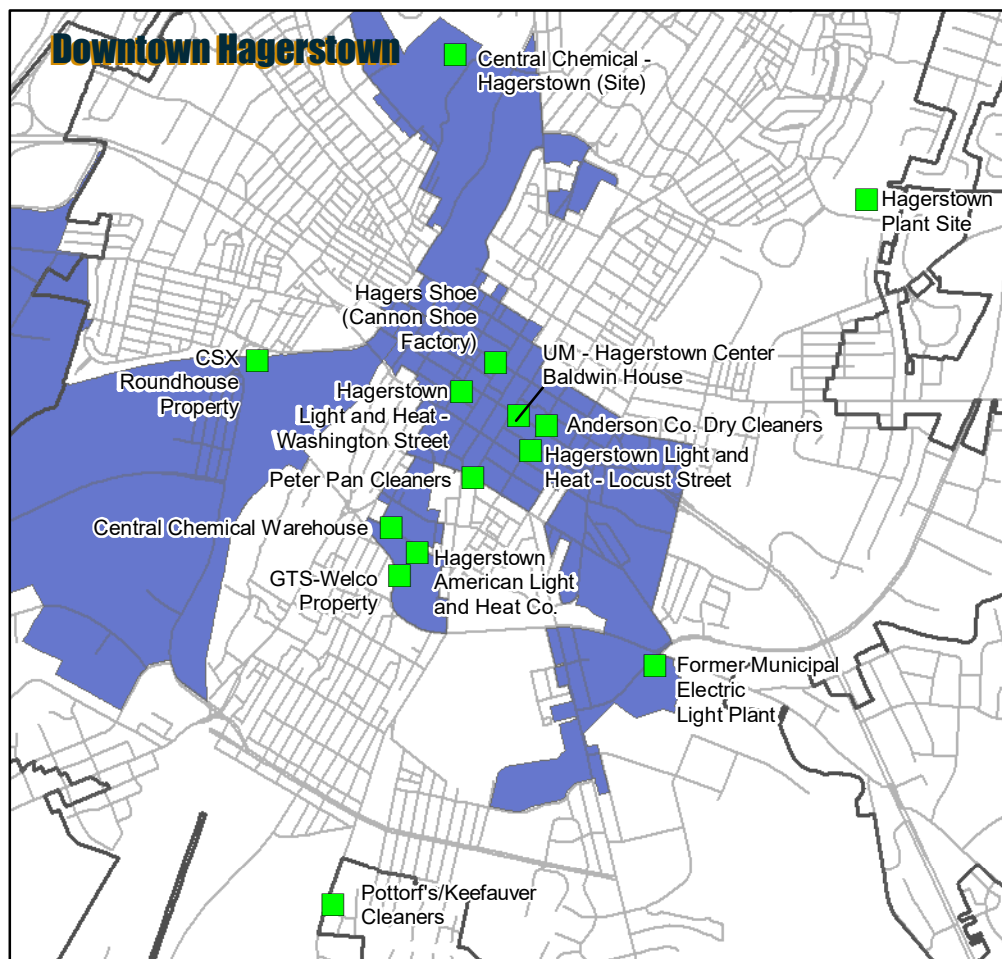 Downtown Hagerstown
Central Chemical -
Hagerstown (Site)
Hagerstown
Plant Site
Hagers Shoe
(Cannon Shoe
Factory)
UM - Hagerstown Center
Baldwin House
CSX
Roundhouse
Property
Hagerstown
Light and Heat -
Washington Street
Anderson Co. Dry Cleaners
Hagerstown Light and
Heat - Locust Street
Peter Pan Cleaners
Central Chemical Warehouse
Hagerstown
American Light
and Heat Co.
GTS-Welco
Property
Former Municipal
Electric
Light Plant
Pottorf's/Keefauver
Cleaners